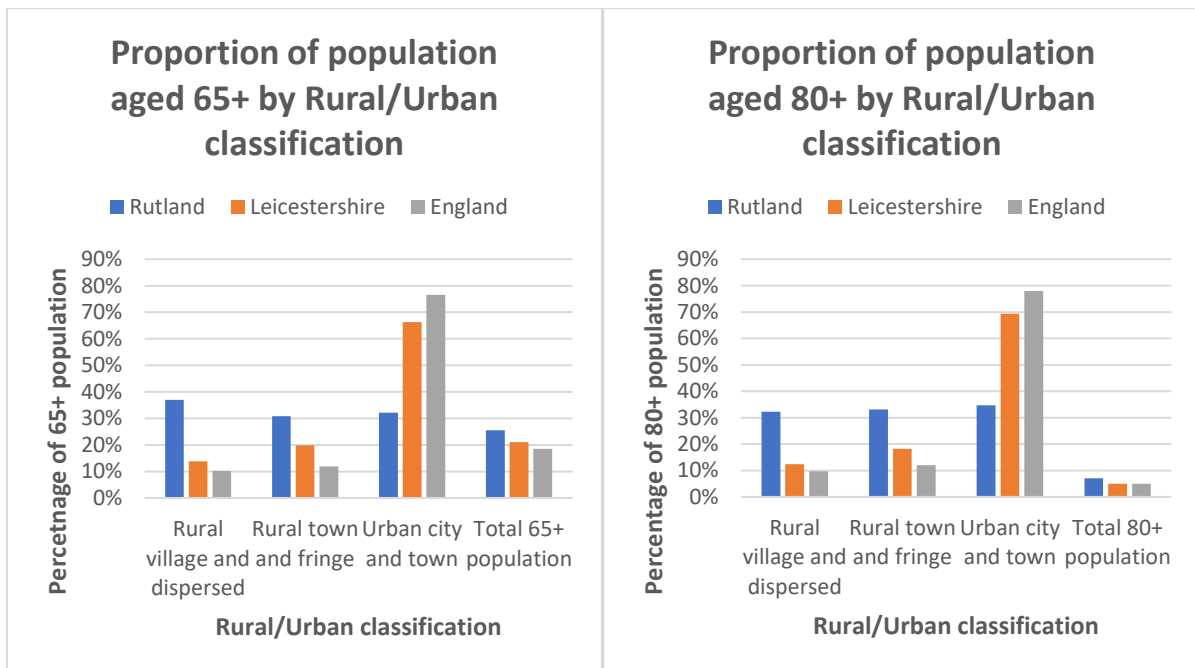 Proportion of population
aged 65+ by Rural/Urban
classification
Rutland Leicestershire England
Percetnage of 65+ population
90%
80%
70%
60%
50%
40%
30%
20%
10%
0%
Rural Rural town Urban city Total 65+
village and and fringe and town population
dispersed
Rural/Urban classification
Proportion of population
aged 80+ by Rural/Urban
classification
Rutland Leicestershire England
Percentage of 80+ population
90%
80%
70%
60%
50%
40%
30%
20%
10%
0%
Rural Rural town Urban city Total 80+
village and and fringe and town population
dispersed
Rural/Urban classification